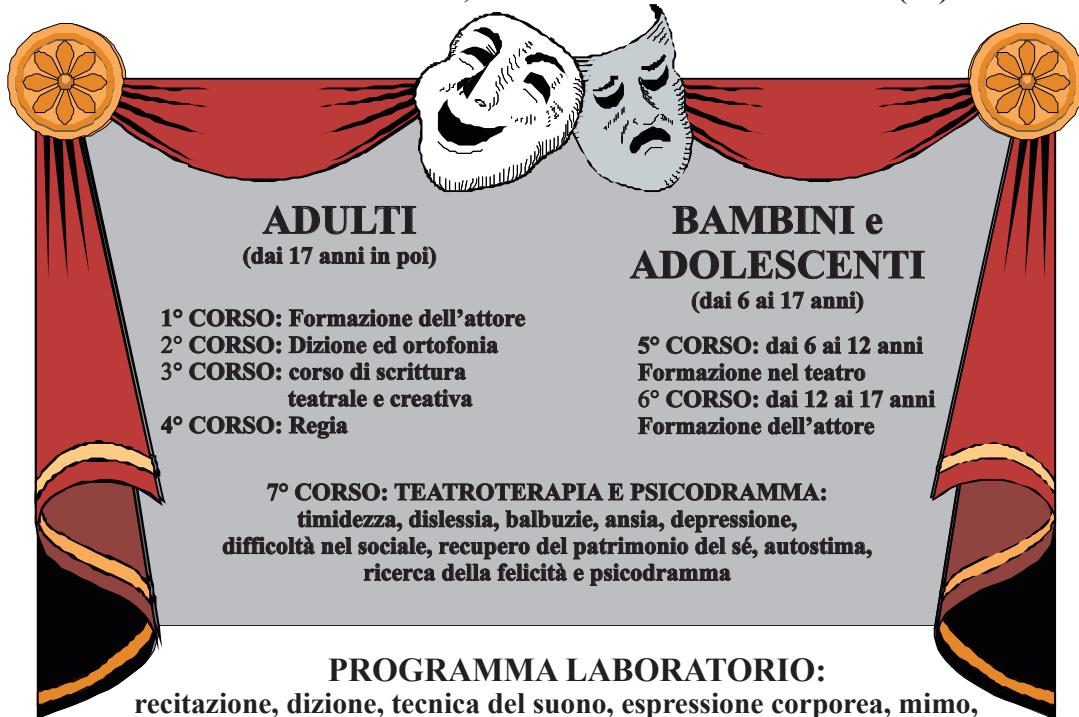 ADULTI
(dai 17 anni in poi)
1° CORSO: Formazione dell’attore
2° CORSO: Dizione ed ortofonia
3° CORSO: corso di scrittura
teatrale e creativa
4° CORSO: Regia
BAMBINI e
ADOLESCENTI
(dai 6 ai 17 anni)
5° CORSO: dai 6 ai 12 anni
Formazione nel teatro
6° CORSO: dai 12 ai 17 anni
Formazione dell’attore
7° CORSO: TEATROTERAPIA E PSICODRAMMA:
timidezza, dislessia, balbuzie, ansia, depressione,
difficoltà nel sociale, recupero del patrimonio del sé, autostima,
ricerca della felicità e psicodramma
PROGRAMMA LABORATORIO:
recitazione, dizione, tecnica del suono, espressione corporea, mimo,